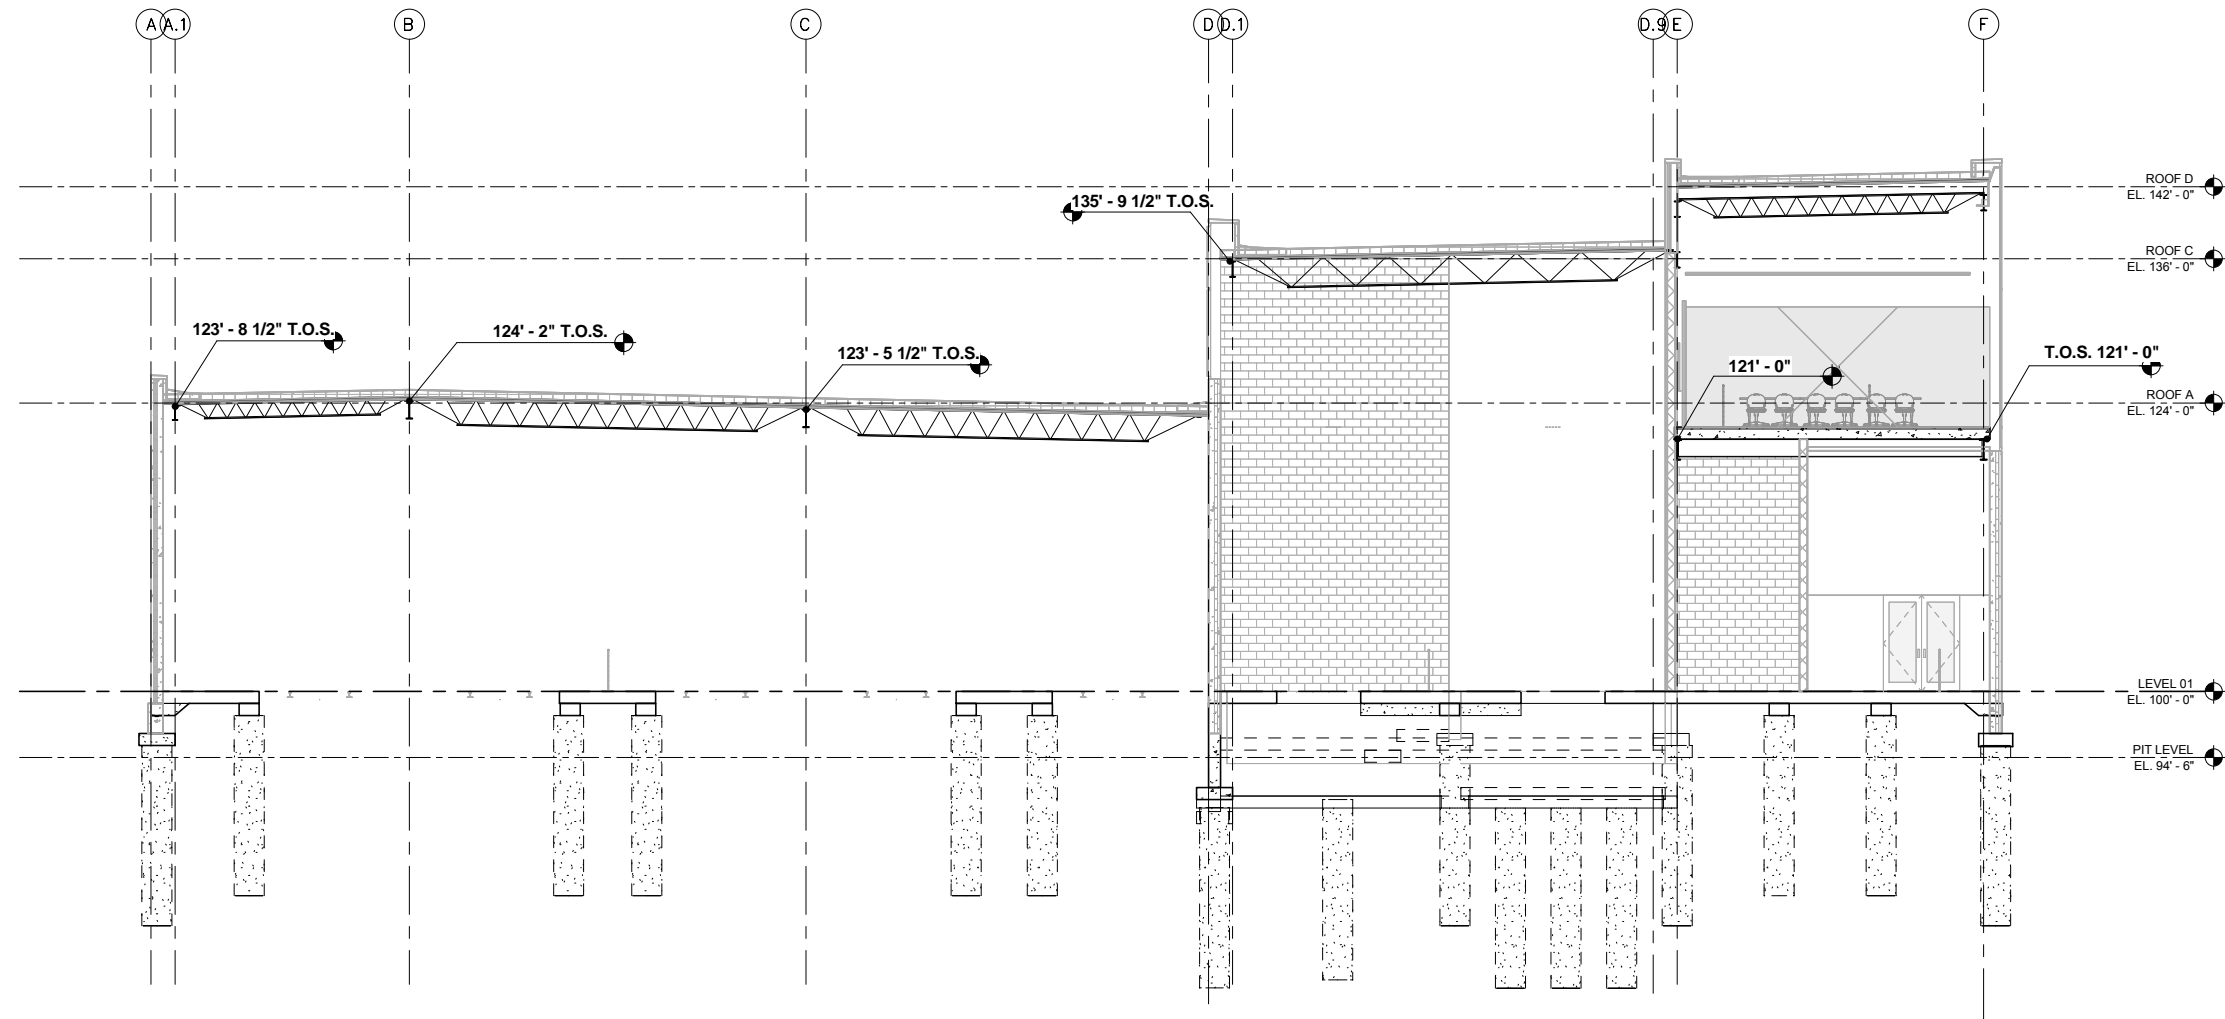 A A.1 B C D D.1 D.9 E F
ROOF D
EL. 142' - 0"
135' - 9 1/2" T.O.S.
ROOF C
EL. 136' - 0"
123' - 8 1/2" T.O.S.
124' - 2" T.O.S.
123' - 5 1/2" T.O.S.
121' - 0"
T.O.S. 121' - 0"
ROOF A
EL. 124' - 0"
LEVEL 01
EL. 100' - 0"
PIT LEVEL
EL. 94' - 6"